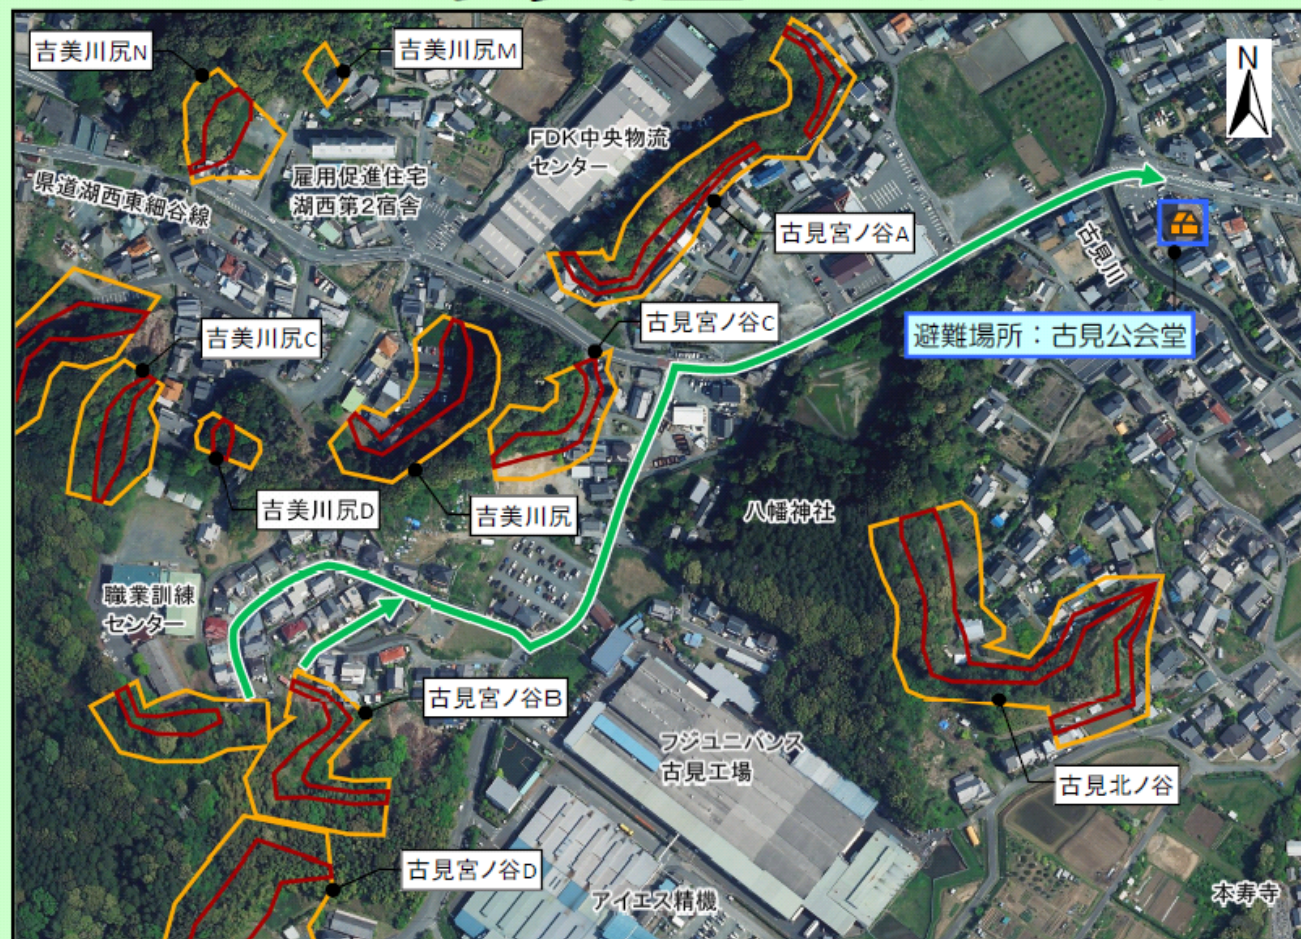 吉美川尻N
吉美川尻M
N
FDK中央物流
センター
雇用促進住宅
湖西第2宿舎
県道湖西東細谷線
古見宮ノ谷A
古見川
古見宮ノ谷C
吉美川尻C
避難場所：古見公会堂
吉美川尻D
吉美川尻
八幡神社
職業訓練
センター
古見宮ノ谷B
フジユニバンス
古見工場
古見北ノ谷
古見宮ノ谷D
アイエス精機
本寿寺